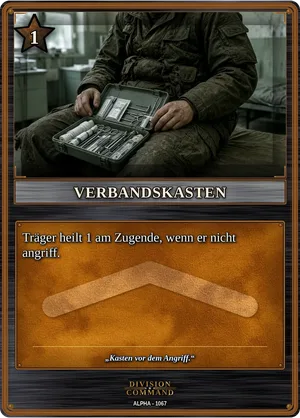 1
VERBANDSKASTEN
Träger heilt 1 am Zugende, wenn er nicht
angriff.
„Kasten vor dem Angriff.“
DIVISION
COMMAND
ALPHA - 1067